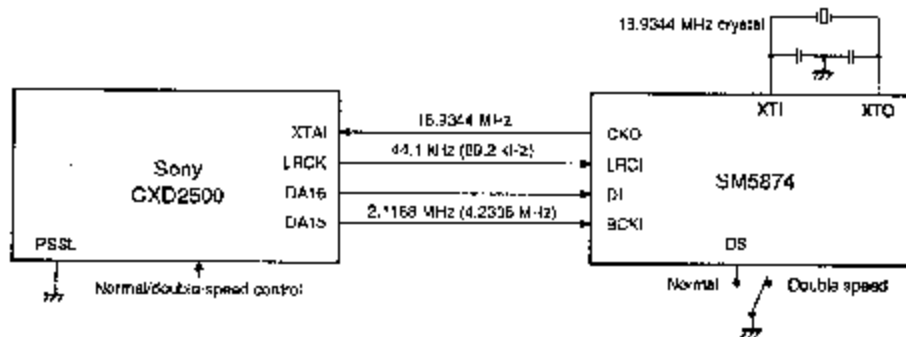 16.9344 MHz crystal
XTI
XTO
XTAI
16.9344 MHz
CKO
Sony
CXD2500
LRCK
44.1 kHz (88.2 kHz)
LRCI
SM5874
DA16
DI
DA15
2.1168 MHz (4.2336 MHz)
BCKI
PSSL
DS
Normal/double-speed control
Normal
Double speed